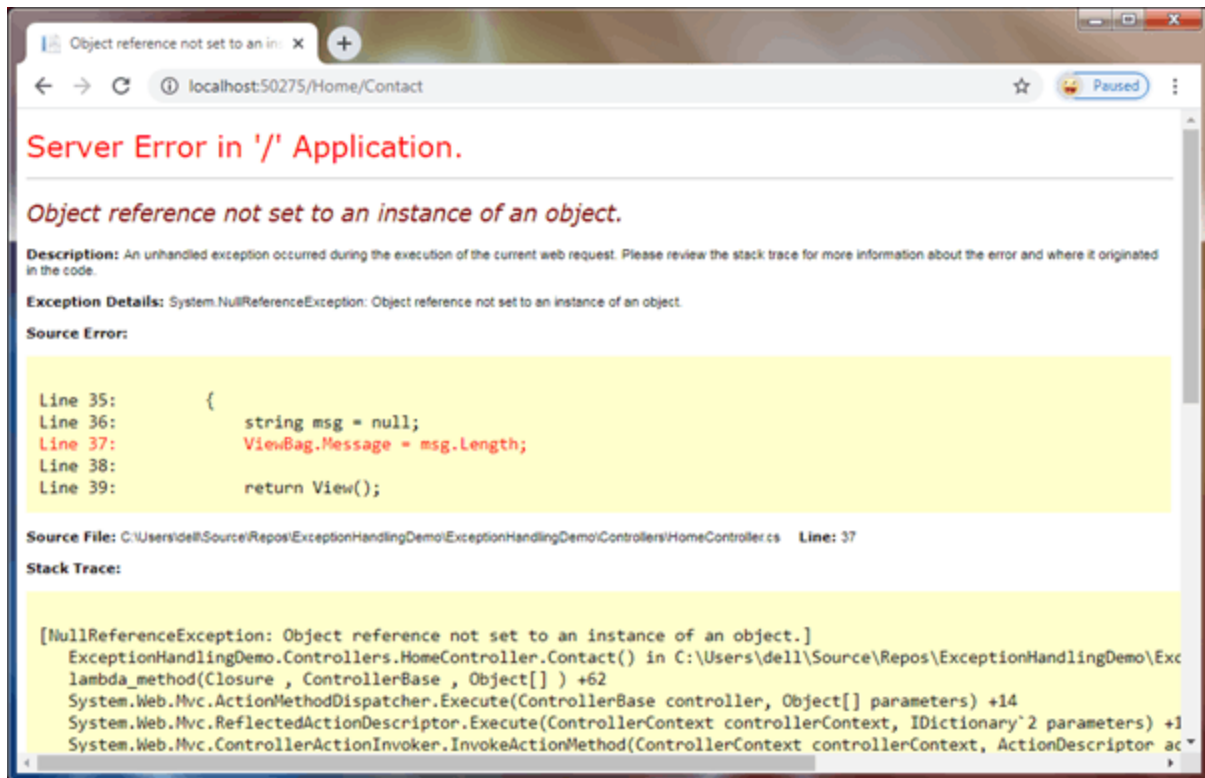 Object reference not set to an in
localhost:50275/Home/Contact
Paused
Server Error in '/' Application.
Object reference not set to an instance of an object.
Description: An unhandled exception occurred during the execution of the current web request. Please review the stack trace for more information about the error and where it originated
in the code.
Exception Details: System.NullReferenceException: Object reference not set to an instance of an object.
Source Error:
Line 35:         {
Line 36:             string msg = null;
Line 37:             ViewBag.Message = msg.Length;
Line 38:
Line 39:             return View();
Source File: C:\Users\dell\Source\Repos\ExceptionHandlingDemo\ExceptionHandlingDemo\Controllers\HomeController.cs    Line: 37
Stack Trace:
[NullReferenceException: Object reference not set to an instance of an object.]
ExceptionHandlingDemo.Controllers.HomeController.Contact() in C:\Users\dell\Source\Repos\ExceptionHandlingDemo\Exc
lambda_method(Closure , ControllerBase , Object[] ) +62
System.Web.Mvc.ActionMethodDispatcher.Execute(ControllerBase controller, Object[] parameters) +14
System.Web.Mvc.ReflectedActionDescriptor.Execute(ControllerContext controllerContext, IDictionary`2 parameters) +1
System.Web.Mvc.ControllerActionInvoker.InvokeActionMethod(ControllerContext controllerContext, ActionDescriptor ac